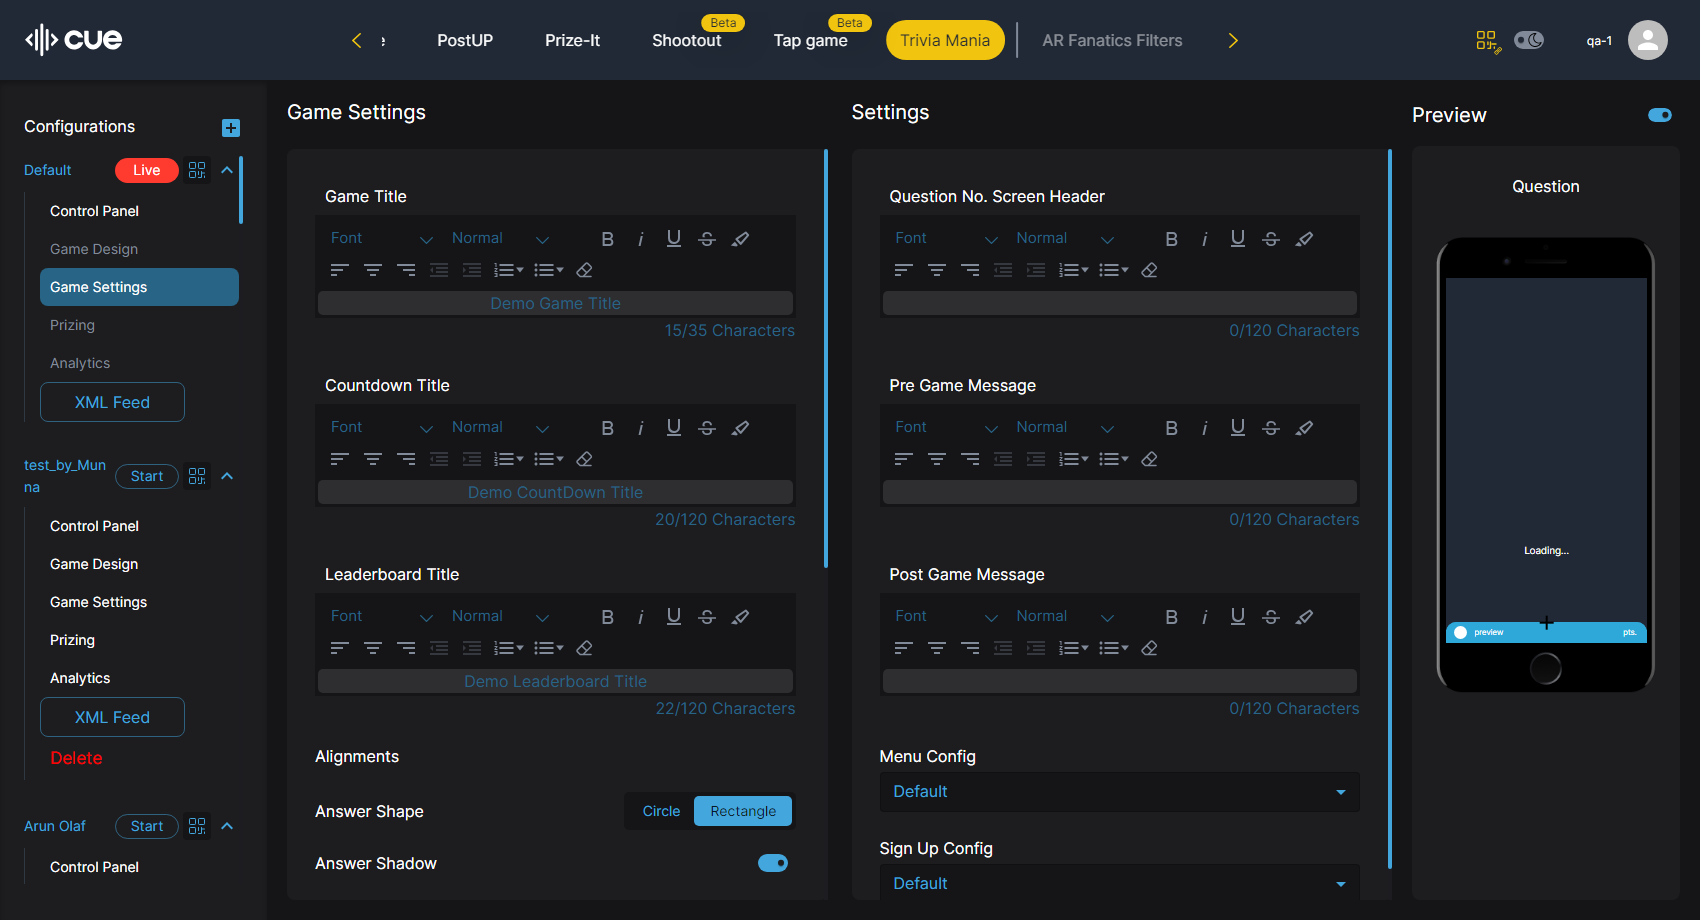 cue
PostUP
Prize-It
Beta
Shootout
Beta
Tap game
Trivia Mania
AR Fanatics Filters
qa-1
Configurations
Default
Live
Control Panel
Game Design
Game Settings
Prizing
Analytics
XML Feed
test_by_Mun
na
Start
Control Panel
Game Design
Game Settings
Prizing
Analytics
XML Feed
Delete
Arun Olaf
Start
Control Panel
Game Settings
Game Title
Font Normal B i U S
Demo Game Title
15/35 Characters
Countdown Title
Font Normal B i U S
Demo CountDown Title
20/120 Characters
Leaderboard Title
Font Normal B i U S
Demo Leaderboard Title
22/120 Characters
Alignments
Answer Shape
Circle Rectangle
Answer Shadow
Settings
Question No. Screen Header
Font Normal B i U S
0/120 Characters
Pre Game Message
Font Normal B i U S
0/120 Characters
Post Game Message
Font Normal B i U S
0/120 Characters
Menu Config
Default
Sign Up Config
Default
Preview
Question
Loading...
preview pts.